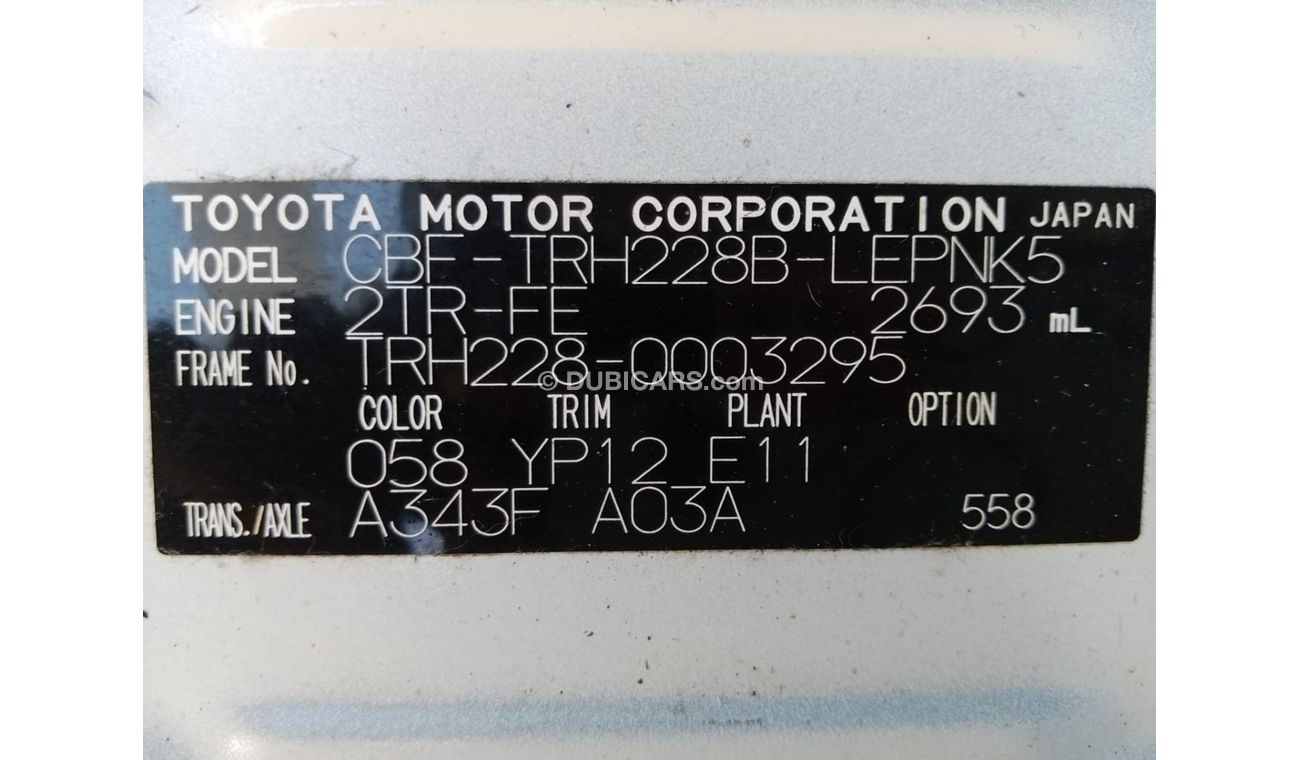 TOYOTA MOTOR CORPORATION JAPAN
MODEL CBF-TRH228B-LEPNK5
ENGINE 2TR-FE 2693 mL
FRAME No. TRH228-0003295
© DUBICARS.com
COLOR TRIM PLANT OPTION
058 YP12 E11
TRANS./AXLE A343F A03A 558